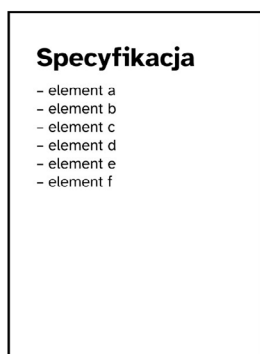 Specyfikacja
– element a
– element b
– element c
– element d
– element e
– element f